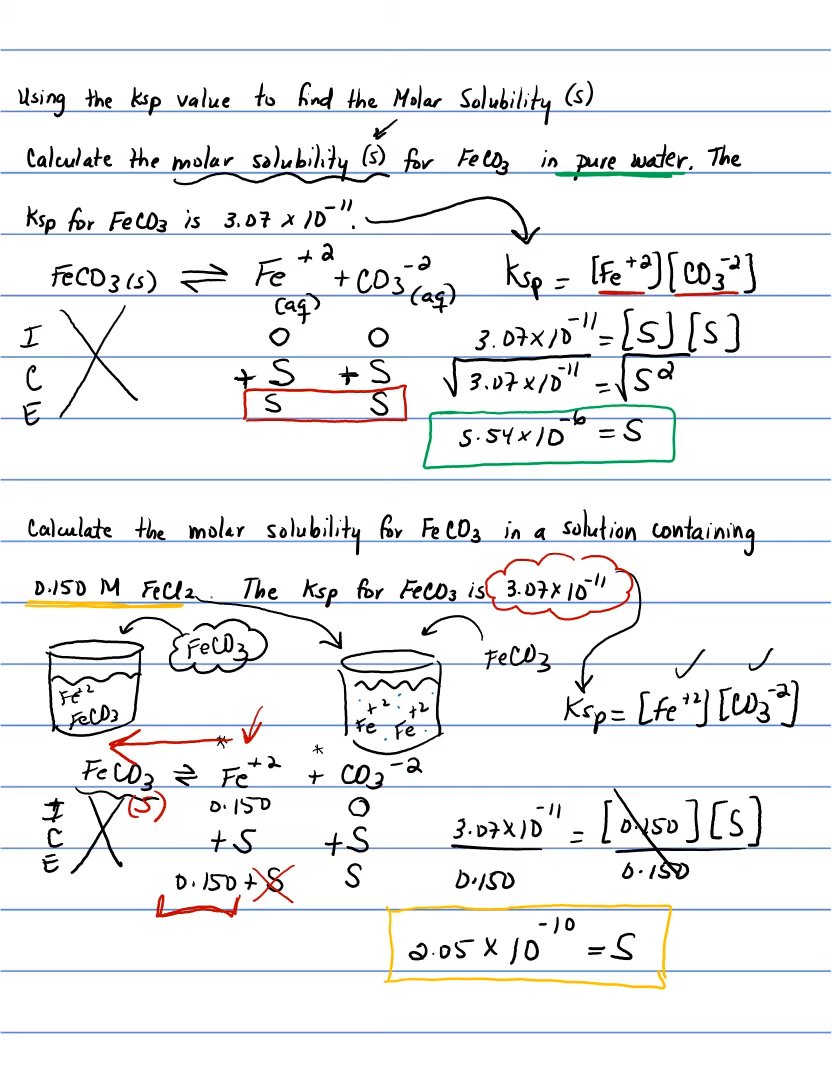 Using the Ksp value to find the Molar Solubility (s)
Calculate the molar solubility (s) for FeCO3 in pure water. The
Ksp for FeCO3 is 3.07 x 10^-11.
FeCO3(s) ⇌ Fe^+2 (aq) + CO3^-2 (aq)
Ksp = [Fe^+2][CO3^-2]
I 0 0
3.07x10^-11 = [S][S]
C +S +S
√3.07x10^-11 = √S^2
E S S
5.54x10^-6 = S
Calculate the molar solubility for FeCO3 in a solution containing
0.150 M FeCl2. The Ksp for FeCO3 is 3.07x10^-11
FeCO3
FeCO3
Fe^+2
FeCO3
Fe^+2 Fe^+2
Ksp = [Fe^+2][CO3^-2]
* *
FeCO3 ⇌ Fe^+2 + CO3^-2
(S)
I 0.150 0
C +S +S
E 0.150 + S S
3.07x10^-11 / 0.150 = [0.150][S] / 0.150
2.05 x 10^-10 = S